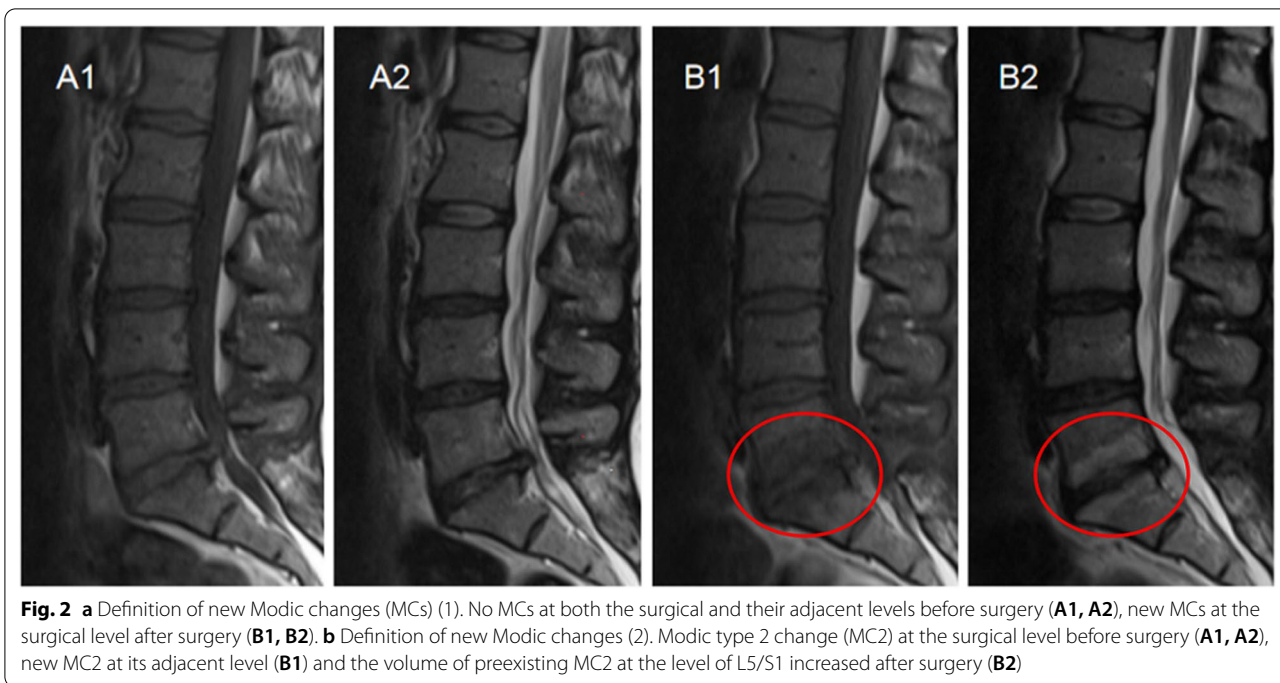 A1
A2
B1
B2
Fig. 2 a Definition of new Modic changes (MCs) (1). No MCs at both the surgical and their adjacent levels before surgery (A1, A2), new MCs at the
surgical level after surgery (B1, B2). b Definition of new Modic changes (2). Modic type 2 change (MC2) at the surgical level before surgery (A1, A2),
new MC2 at its adjacent level (B1) and the volume of preexisting MC2 at the level of L5/S1 increased after surgery (B2)